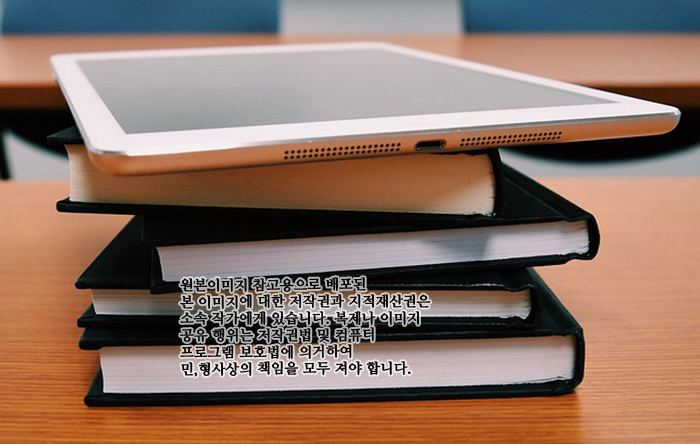 원본이미지 참고용으로 배포된
본 이미지에 대한 저작권과 지적재산권은
소속작가에게 있습니다. 복제나 이미지
공유 행위는 저작권법 및 컴퓨터
프로그램 보호법에 의거하여
민,형사상의 책임을 모두 져야 합니다.